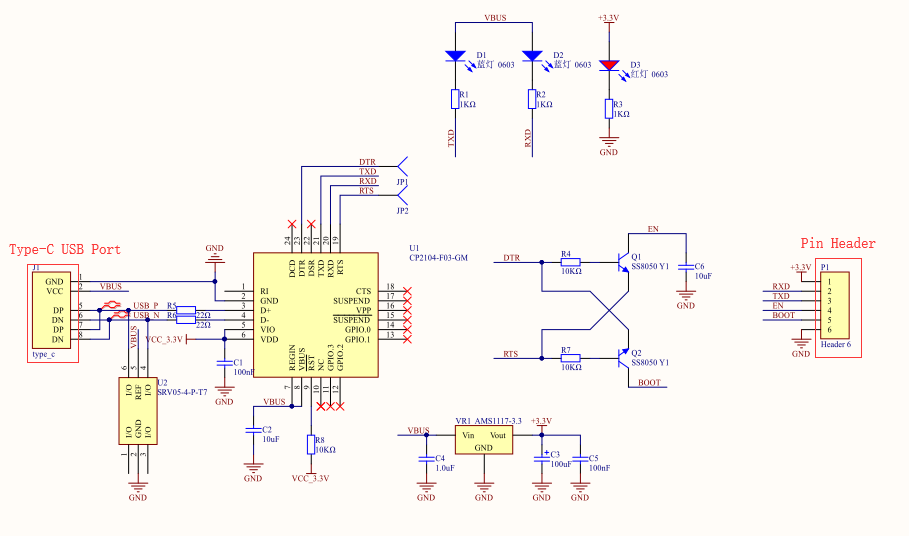 VBUS
+3.3V
D1
蓝灯 0603
D2
蓝灯 0603
D3
红灯 0603
R1
1KΩ
R2
1KΩ
R3
1KΩ
TXD
RXD
GND
DTR
TXD
RXD
RTS
JP1
JP2
Type-C USB Port
J1
GND
VCC
DP
DN
DP
DN
type_c
1
2
5
6
7
8
VBUS
USB_P
USB_N
R5
22Ω
R6
22Ω
VCC_3.3V
GND
U1
CP2104-F03-GM
24
23
22
21
20
19
DCD
DTR
DSR
TXD
RXD
RTS
1
2
3
4
5
6
RI
GND
D+
D-
VIO
VDD
CTS
SUSPEND
VPP
SUSPEND
GPIO.0
GPIO.1
18
17
16
15
14
13
REGIN
VBUS
RST
NC
GPIO.3
GPIO.2
7
8
9
10
11
12
C1
100nF
GND
VBUS
6
5
4
U2
SRV05-4-P-T7
I/O
REF
I/O
I/O
GND
I/O
1
2
3
GND
VBUS
C2
10uF
GND
R8
10KΩ
VCC_3.3V
DTR
R4
10KΩ
Q1
SS8050 Y1
EN
C6
10uF
GND
RTS
R7
10KΩ
Q2
SS8050 Y1
BOOT
VBUS
VR1 AMS1117-3.3
Vin
Vout
GND
+3.3V
C4
1.0uF
C3
100uF
C5
100nF
GND
GND
GND
GND
Pin Header
+3.3V
P1
RXD
TXD
EN
BOOT
GND
1
2
3
4
5
6
Header 6